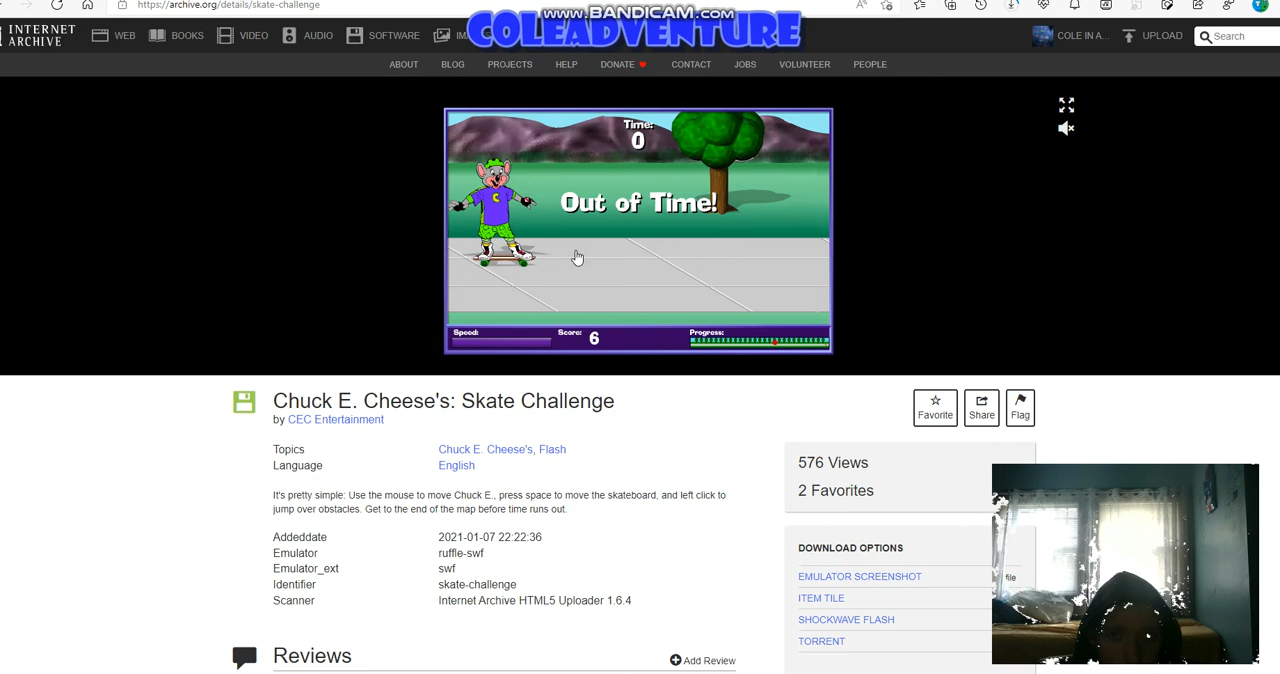 https://archive.org/details/skate-challenge
www.BANDICAM.com
COLEADVENTURE
INTERNET ARCHIVE
WEB BOOKS VIDEO AUDIO SOFTWARE IM COLE IN A... UPLOAD Search
ABOUT BLOG PROJECTS HELP DONATE CONTACT JOBS VOLUNTEER PEOPLE
Time:
0
Out of Time!
Speed: Score: 6 Progress:
Chuck E. Cheese's: Skate Challenge
by CEC Entertainment
Favorite Share Flag
Topics Chuck E. Cheese's, Flash
Language English
It's pretty simple: Use the mouse to move Chuck E., press space to move the skateboard, and left click to
jump over obstacles. Get to the end of the map before time runs out.
Addeddate 2021-01-07 22:22:36
Emulator ruffle-swf
Emulator_ext swf
Identifier skate-challenge
Scanner Internet Archive HTML5 Uploader 1.6.4
576 Views
2 Favorites
DOWNLOAD OPTIONS
EMULATOR SCREENSHOT file
ITEM TILE
SHOCKWAVE FLASH
TORRENT
Reviews
Add Review